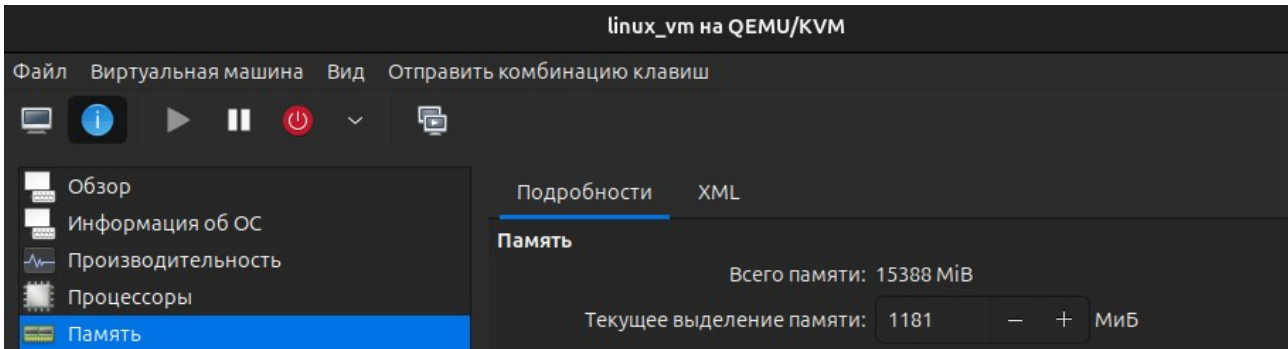 linux_vm на QEMU/KVM
Файл Виртуальная машина Вид Отправить комбинацию клавиш
Обзор
Информация об ОС
Производительность
Процессоры
Память
Подробности XML
Память
Всего памяти: 15388 MiB
Текущее выделение памяти: 1181 − + МиБ